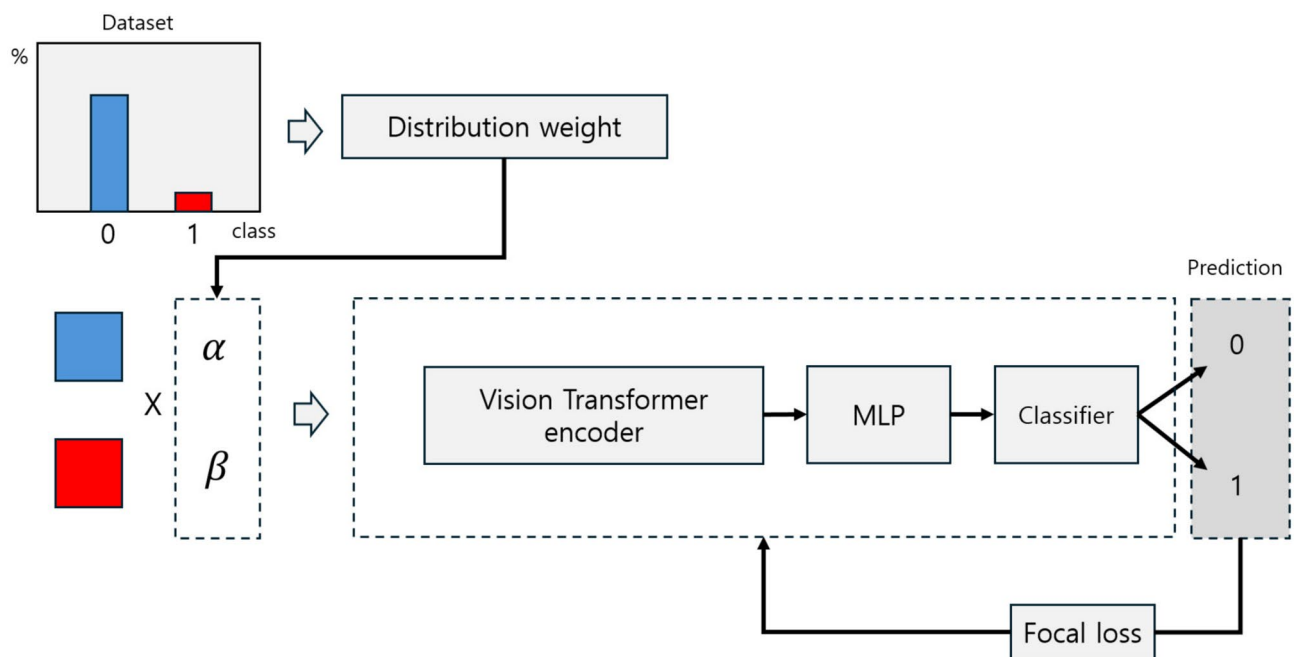 Dataset
%
Distribution weight
0 1 class
Prediction
α
0
X
Vision Transformer
encoder
MLP
Classifier
β
1
Focal loss